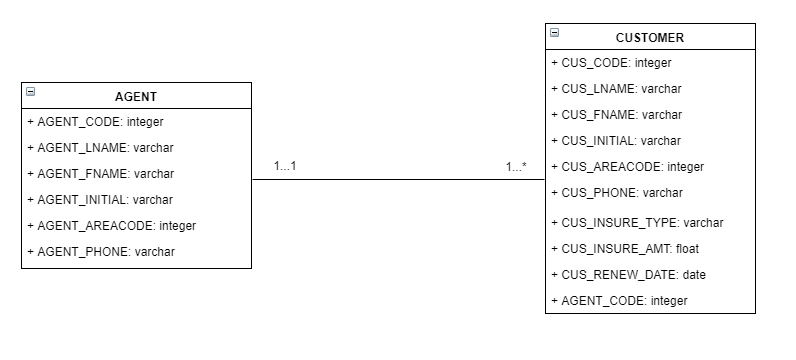 AGENT
+ AGENT_CODE: integer
+ AGENT_LNAME: varchar
+ AGENT_FNAME: varchar
+ AGENT_INITIAL: varchar
+ AGENT_AREACODE: integer
+ AGENT_PHONE: varchar
1...1
1...*
CUSTOMER
+ CUS_CODE: integer
+ CUS_LNAME: varchar
+ CUS_FNAME: varchar
+ CUS_INITIAL: varchar
+ CUS_AREACODE: integer
+ CUS_PHONE: varchar
+ CUS_INSURE_TYPE: varchar
+ CUS_INSURE_AMT: float
+ CUS_RENEW_DATE: date
+ AGENT_CODE: integer